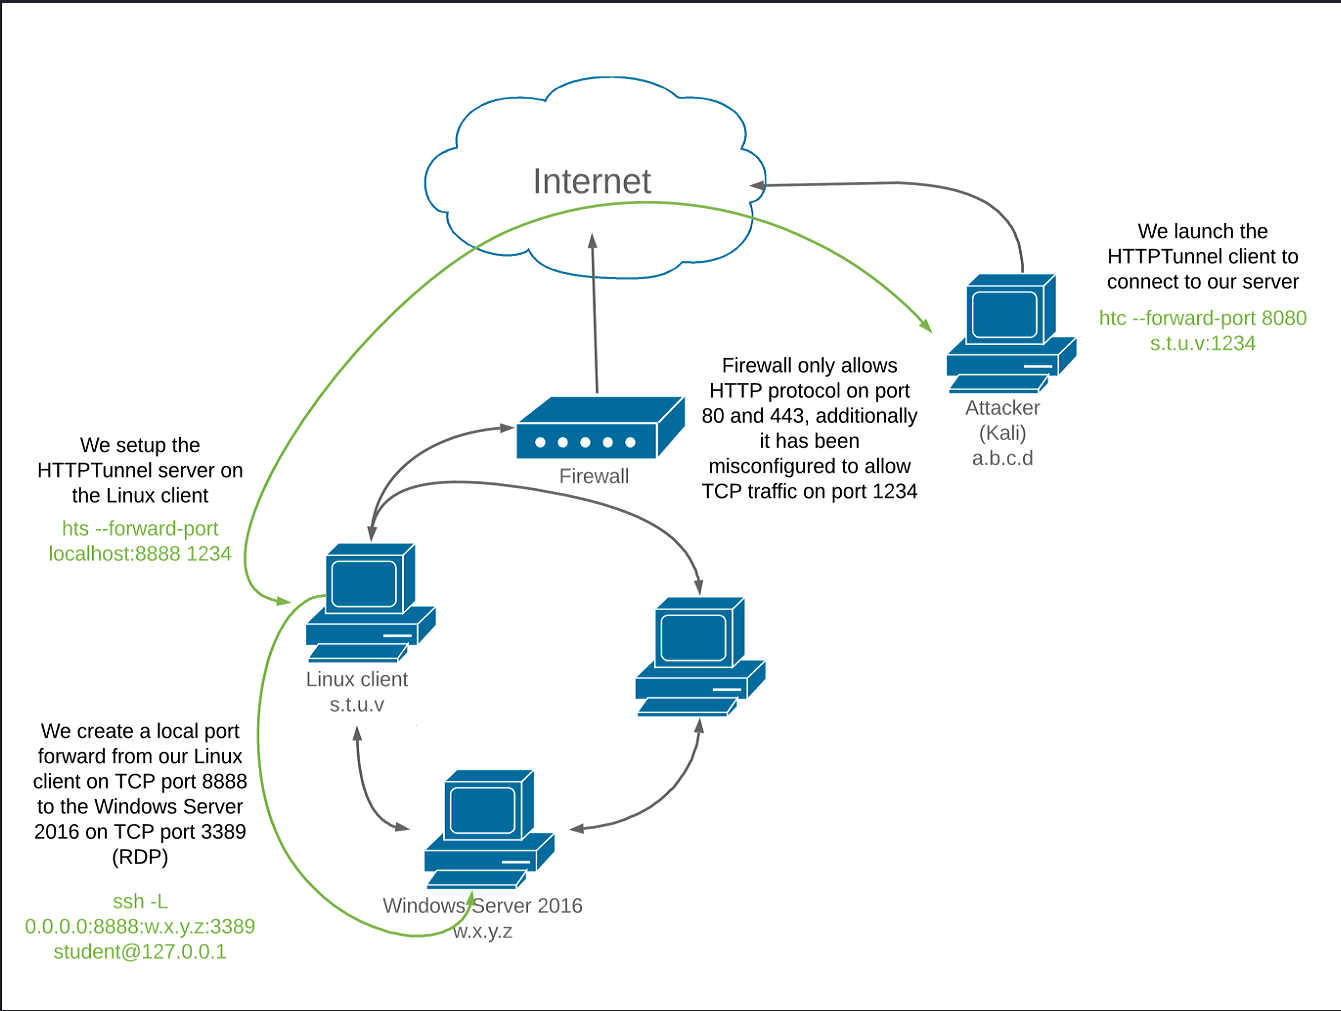 Internet
We launch the
HTTPTunnel client to
connect to our server
htc --forward-port 8080
s.t.u.v:1234
Attacker
(Kali)
a.b.c.d
Firewall only allows
HTTP protocol on port
80 and 443, additionally
it has been
misconfigured to allow
TCP traffic on port 1234
Firewall
We setup the
HTTPTunnel server on
the Linux client
hts --forward-port
localhost:8888 1234
Linux client
s.t.u.v
We create a local port
forward from our Linux
client on TCP port 8888
to the Windows Server
2016 on TCP port 3389
(RDP)
ssh -L
0.0.0.0:8888:w.x.y.z:3389
student@127.0.0.1
Windows Server 2016
w.x.y.z